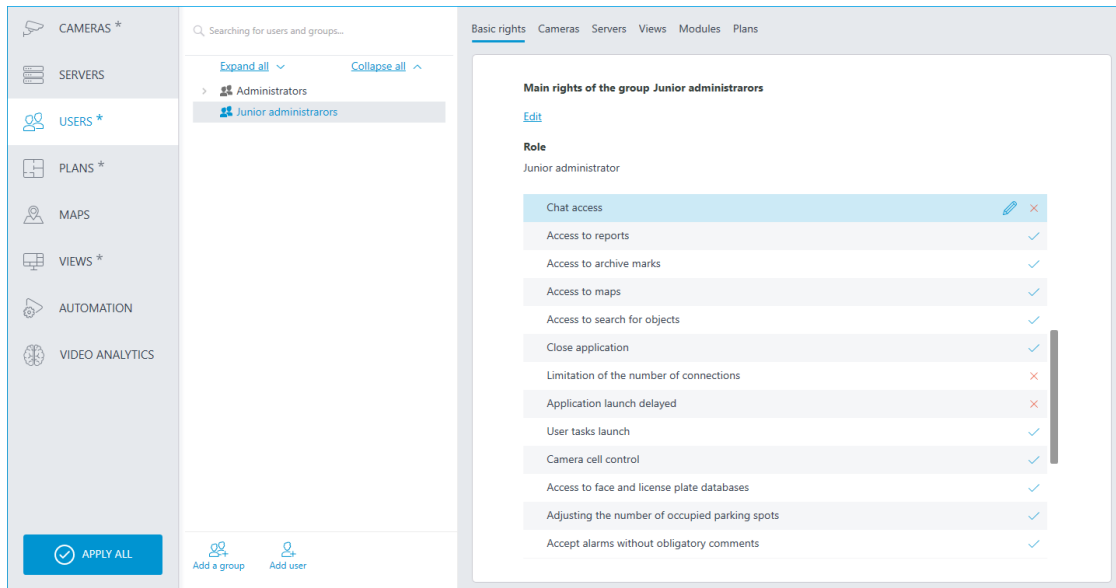 CAMERAS *
SERVERS
USERS *
PLANS *
MAPS
VIEWS *
AUTOMATION
VIDEO ANALYTICS
APPLY ALL
Searching for users and groups...
Expand all Collapse all
Administrators
Junior administrarors
Add a group Add user
Basic rights Cameras Servers Views Modules Plans
Main rights of the group Junior administrarors
Edit
Role
Junior administrator
Chat access
Access to reports
Access to archive marks
Access to maps
Access to search for objects
Close application
Limitation of the number of connections
Application launch delayed
User tasks launch
Camera cell control
Access to face and license plate databases
Adjusting the number of occupied parking spots
Accept alarms without obligatory comments